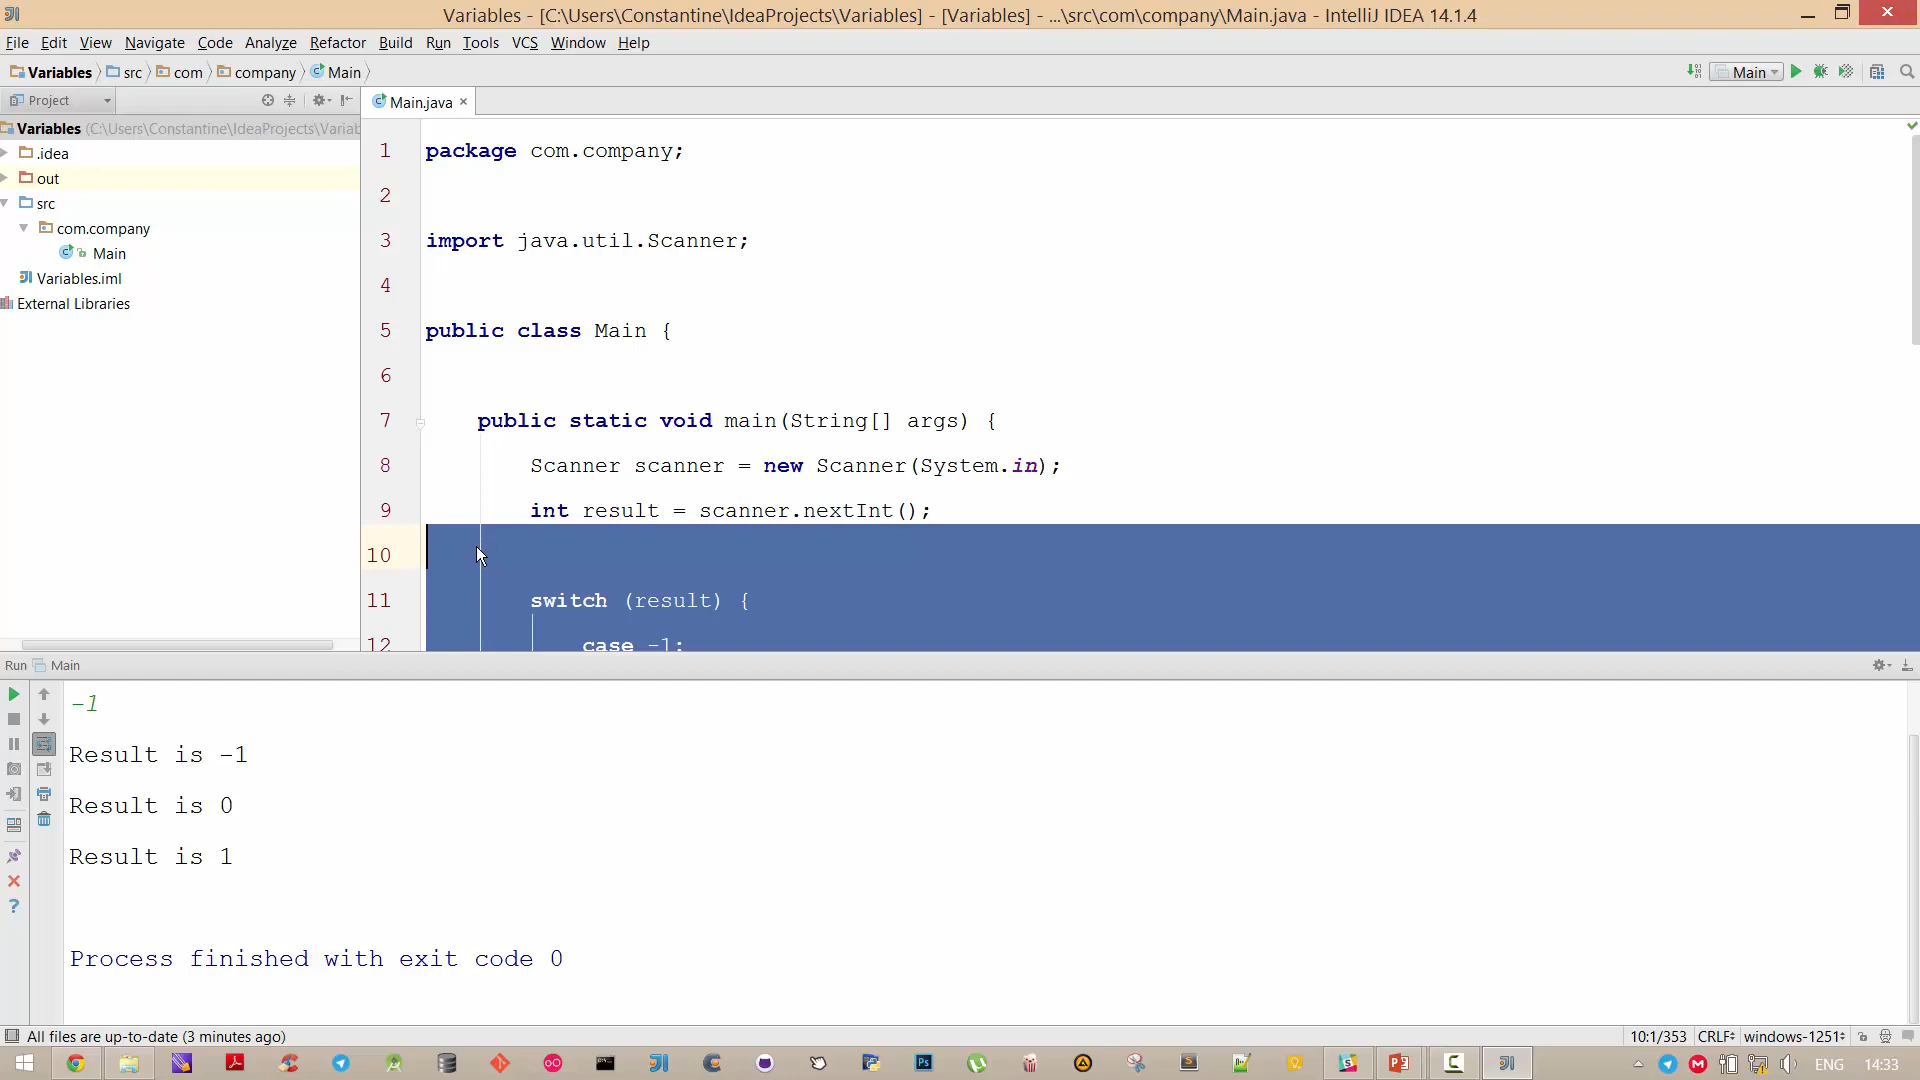 Variables - [C:\Users\Constantine\IdeaProjects\Variables] - [Variables] - ...\src\com\company\Main.java - IntelliJ IDEA 14.1.4
File Edit View Navigate Code Analyze Refactor Build Run Tools VCS Window Help
Variables src com company Main
Main
Project
Main.java
Variables (C:\Users\Constantine\IdeaProjects\Variab
.idea
out
src
com.company
Main
Variables.iml
External Libraries
1 package com.company;
2
3 import java.util.Scanner;
4
5 public class Main {
6
7 public static void main(String[] args) {
8 Scanner scanner = new Scanner(System.in);
9 int result = scanner.nextInt();
10
11 switch (result) {
12 case -1:
Run Main
-1
Result is -1
Result is 0
Result is 1
Process finished with exit code 0
All files are up-to-date (3 minutes ago)
10:1/353 CRLF windows-1251
ENG 14:33